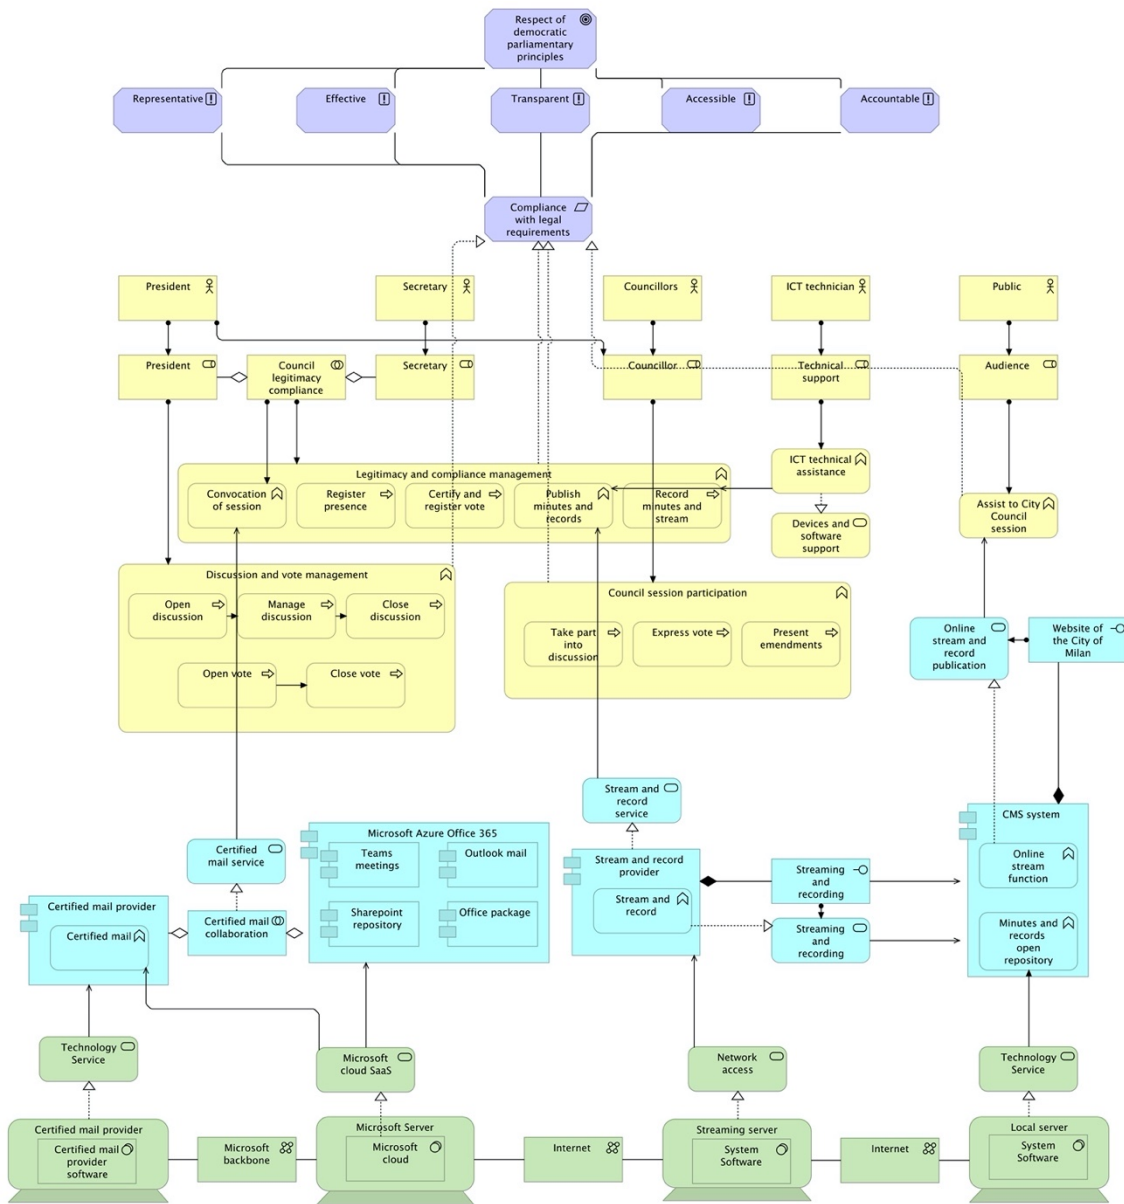 Respect of
democratic
parliamentary
principles
Representative
Effective
Transparent
Accessible
Accountable
Compliance
with legal
requirements
President
Secretary
Councillors
ICT technician
Public
President
Council
legitimacy
compliance
Secretary
Councillor
Technical
support
Audience
Legitimacy and compliance management
Convocation
of session
Register
presence
Certify and
register vote
Publish
minutes and
records
Record
minutes and
stream
ICT technical
assistance
Devices and
software
support
Assist to City
Council
session
Discussion and vote management
Open
discussion
Manage
discussion
Close
discussion
Open vote
Close vote
Council session participation
Take part
into
discussion
Express vote
Present
emendments
Online
stream and
record
publication
Website of
the City of
Milan
Stream and
record
service
Certified
mail service
Microsoft Azure Office 365
Teams
meetings
Outlook mail
Sharepoint
repository
Office package
Stream and record
provider
Stream and
record
Streaming
and
recording
Streaming
and
recording
CMS system
Online
stream
function
Minutes and
records
open
repository
Certified mail provider
Certified mail
Certified mail
collaboration
Technology
Service
Microsoft
cloud SaaS
Network
access
Technology
Service
Certified mail provider
Certified mail
provider
software
Microsoft
backbone
Microsoft Server
Microsoft
cloud
Internet
Streaming server
System
Software
Internet
Local server
System
Software